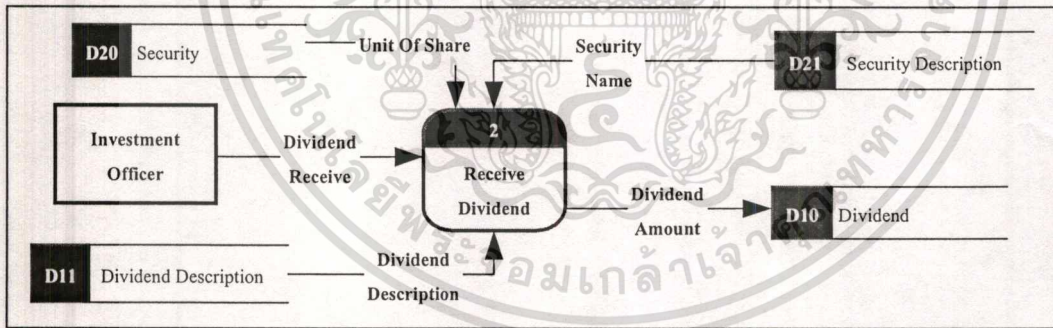 D20 Security
Unit Of Share
Security
Name
D21 Security Description
Investment
Officer
Dividend
Receive
2
Receive
Dividend
Dividend
Amount
D10 Dividend
D11 Dividend Description
Dividend
Description